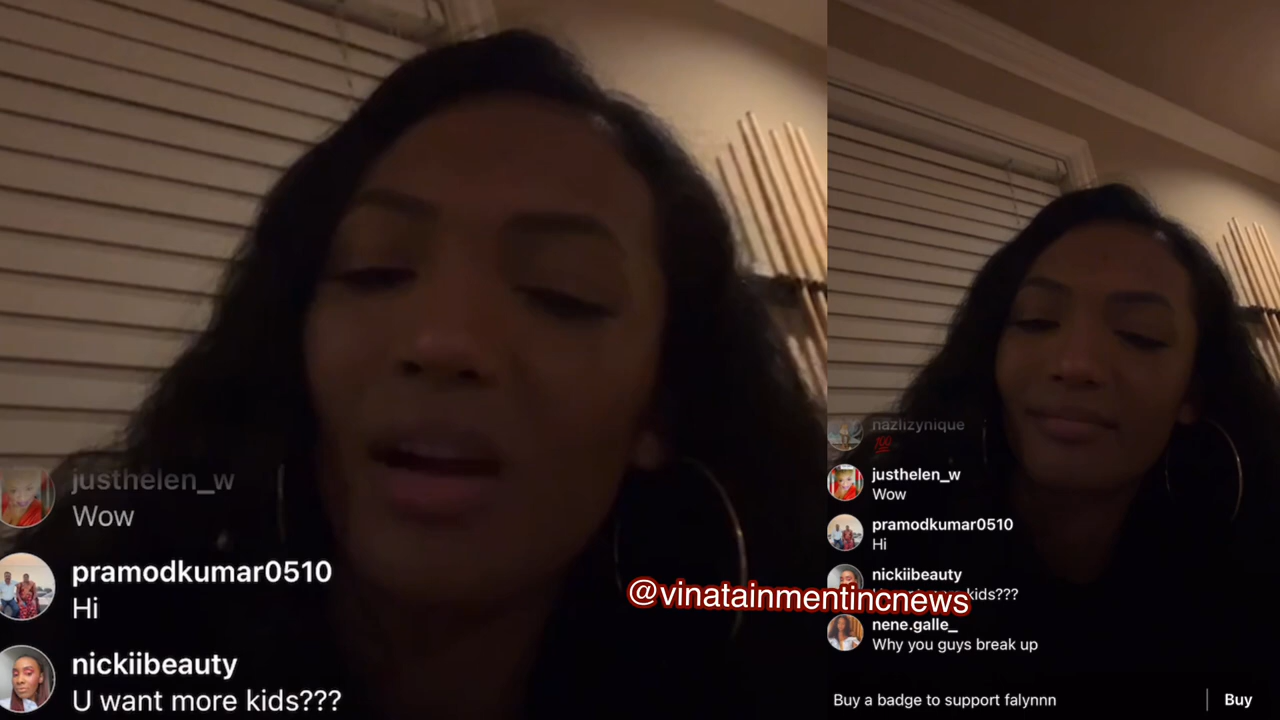 justhelen_w
Wow
pramodkumar0510
Hi
nickiibeauty
U want more kids???
nazlizynique
💯
justhelen_w
Wow
pramodkumar0510
Hi
nickiibeauty
kids???
@vinatainmentincnews
nene.galle_
Why you guys break up
Buy a badge to support falynnn
Buy